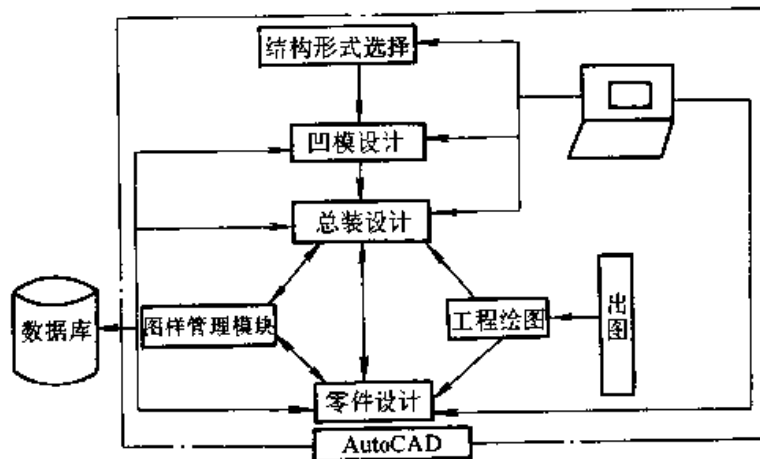 结构形式选择
凹模设计
总装设计
数据库
图样管理模块
工程绘图
出图
零件设计
AutoCAD